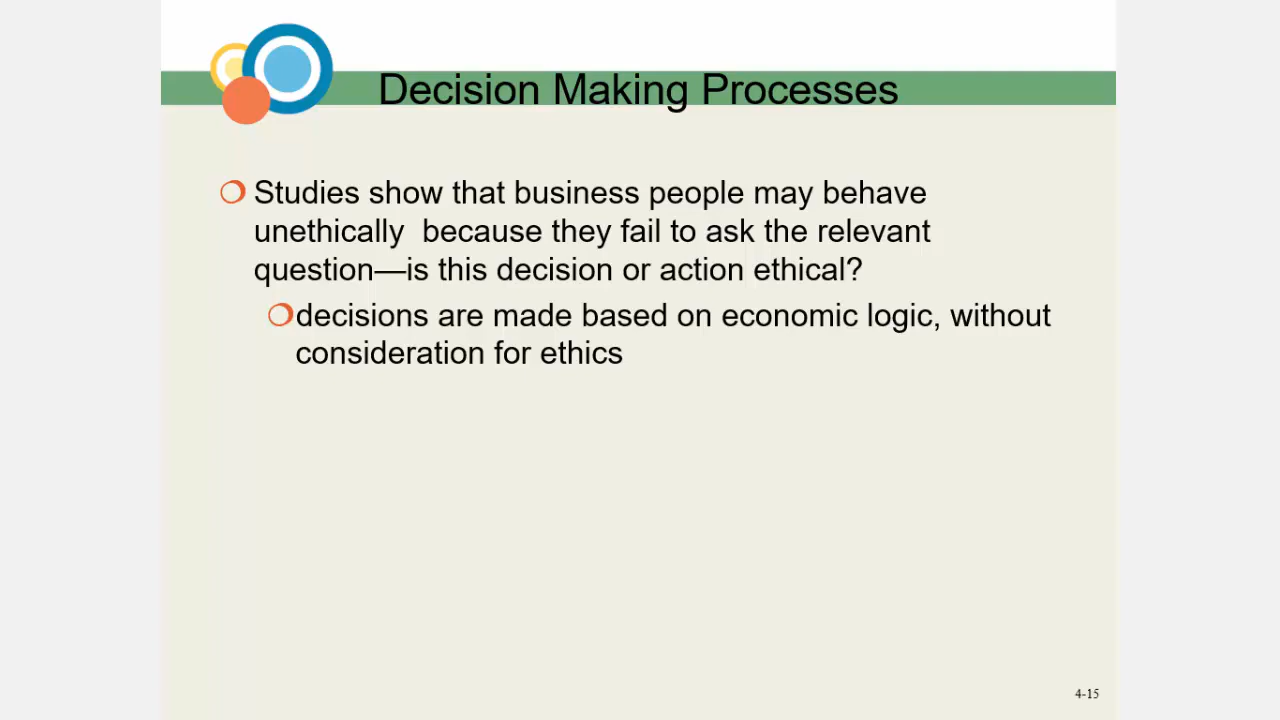 Decision Making Processes
Studies show that business people may behave
unethically  because they fail to ask the relevant
question—is this decision or action ethical?
decisions are made based on economic logic, without
consideration for ethics
4-15